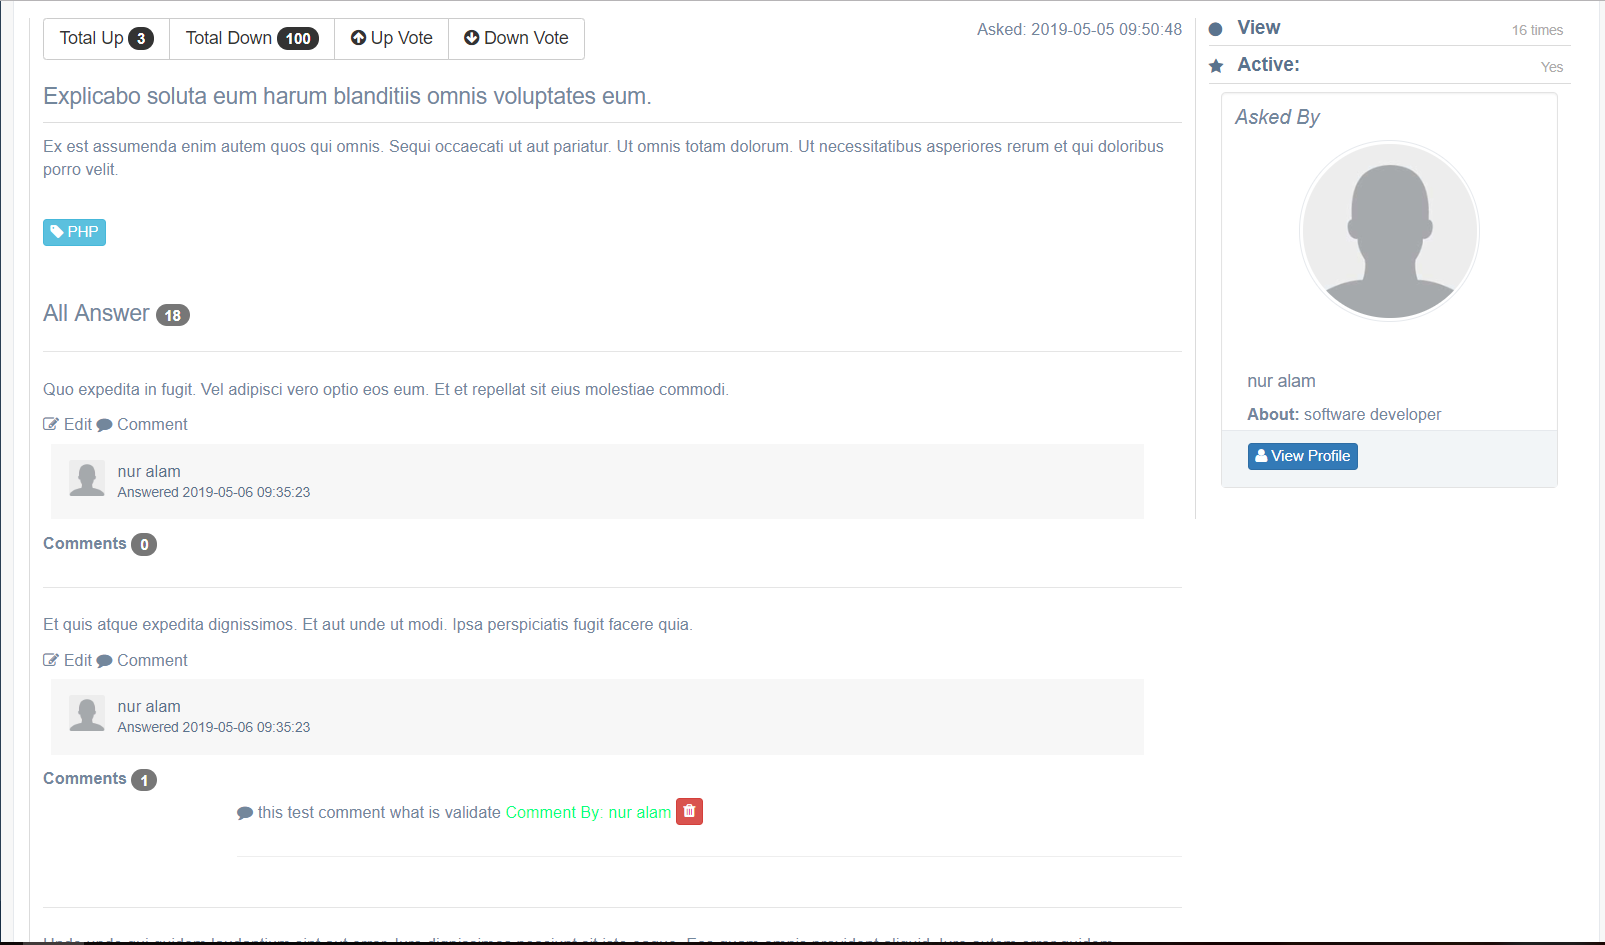 Total Up 3 Total Down 100 Up Vote Down Vote
Asked: 2019-05-05 09:50:48
Explicabo soluta eum harum blanditiis omnis voluptates eum.
Ex est assumenda enim autem quos qui omnis. Sequi occaecati ut aut pariatur. Ut omnis totam dolorum. Ut necessitatibus asperiores rerum et qui doloribus
porro velit.
PHP
All Answer 18
Quo expedita in fugit. Vel adipisci vero optio eos eum. Et et repellat sit eius molestiae commodi.
Edit Comment
nur alam
Answered 2019-05-06 09:35:23
Comments 0
Et quis atque expedita dignissimos. Et aut unde ut modi. Ipsa perspiciatis fugit facere quia.
Edit Comment
nur alam
Answered 2019-05-06 09:35:23
Comments 1
this test comment what is validate Comment By: nur alam
View 16 times
Active: Yes
Asked By
nur alam
About: software developer
View Profile